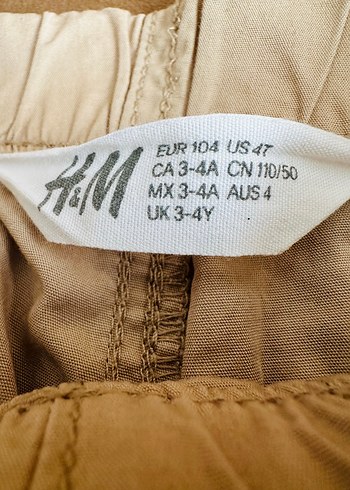 H&M
EUR 104 US 4T
CA 3-4A CN 110/50
MX 3-4A AUS 4
UK 3-4Y